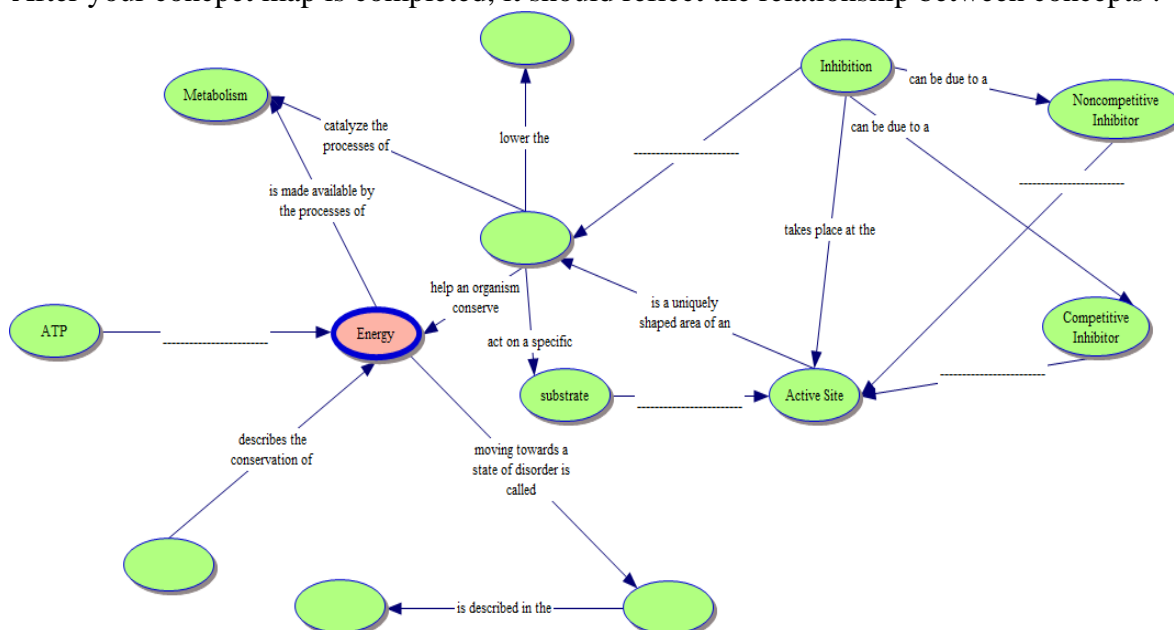 After your concept map is completed, it should reflect the relationship between concepts .
Inhibition
can be due to a
Noncompetitive
Inhibitor
Metabolism
catalyze the
processes of
lower the
can be due to a
-------------------------
-------------------------
is made available by
the processes of
takes place at the
help an organism
conserve
is a uniquely
shaped area of an
ATP
-------------------------
Energy
Competitive
Inhibitor
act on a specific
substrate
-------------------------
Active Site
-------------------------
describes the
conservation of
moving towards a
state of disorder is
called
is described in the